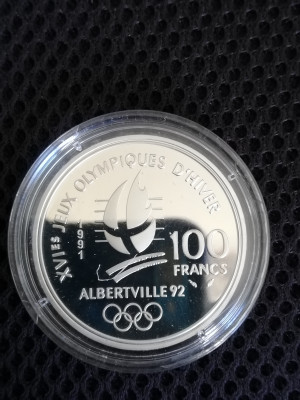 XVIes JEUX OLYMPIQUES D'HIVER
1991
100
FRANCS
ALBERTVILLE 92